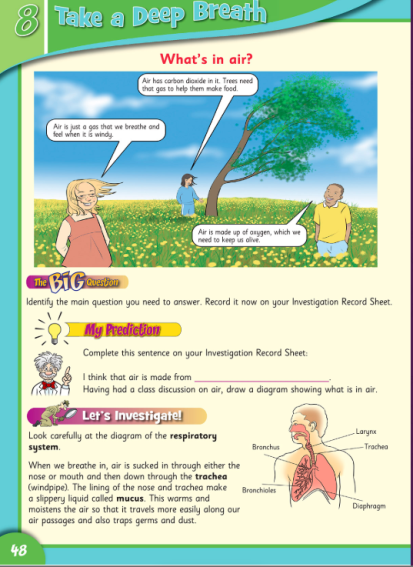 8 Take a Deep Breath
What's in air?
Air has carbon dioxide in it. Trees need
that gas to help them make food.
Air is just a gas that we breathe and
feel when it is windy.
Air is made up of oxygen, which we
need to keep us alive.
The BiG Question
Identify the main question you need to answer. Record it now on your Investigation Record Sheet.
My Prediction
Complete this sentence on your Investigation Record Sheet:
I think that air is made from ______________________.
Having had a class discussion on air, draw a diagram showing what is in air.
Let's Investigate!
Look carefully at the diagram of the respiratory
system.
When we breathe in, air is sucked in through either the
nose or mouth and then down through the trachea
(windpipe). The lining of the nose and trachea make
a slippery liquid called mucus. This warms and
moistens the air so that it travels more easily along our
air passages and also traps germs and dust.
Larynx
Bronchus
Trachea
Bronchioles
Diaphragm
48